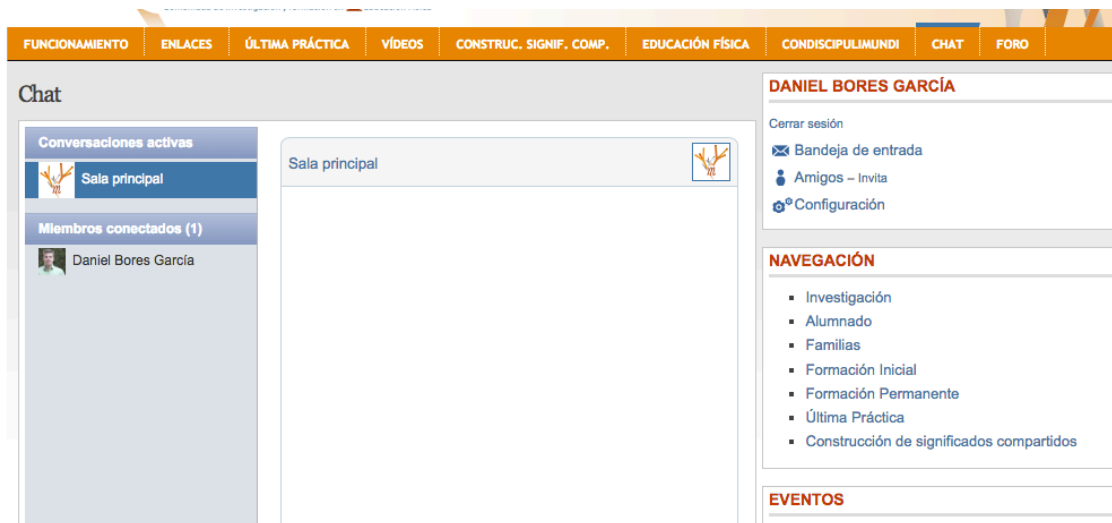 FUNCIONAMIENTO ENLACES ÚLTIMA PRÁCTICA VÍDEOS CONSTRUC. SIGNIF. COMP. EDUCACIÓN FÍSICA CONDISCIPULIMUNDI CHAT FORO
Chat
Conversaciones activas
Sala principal
Miembros conectados (1)
Daniel Bores García
Sala principal
DANIEL BORES GARCÍA
Cerrar sesión
Bandeja de entrada
Amigos – Invita
Configuración
NAVEGACIÓN
Investigación
Alumnado
Familias
Formación Inicial
Formación Permanente
Última Práctica
Construcción de significados compartidos
EVENTOS